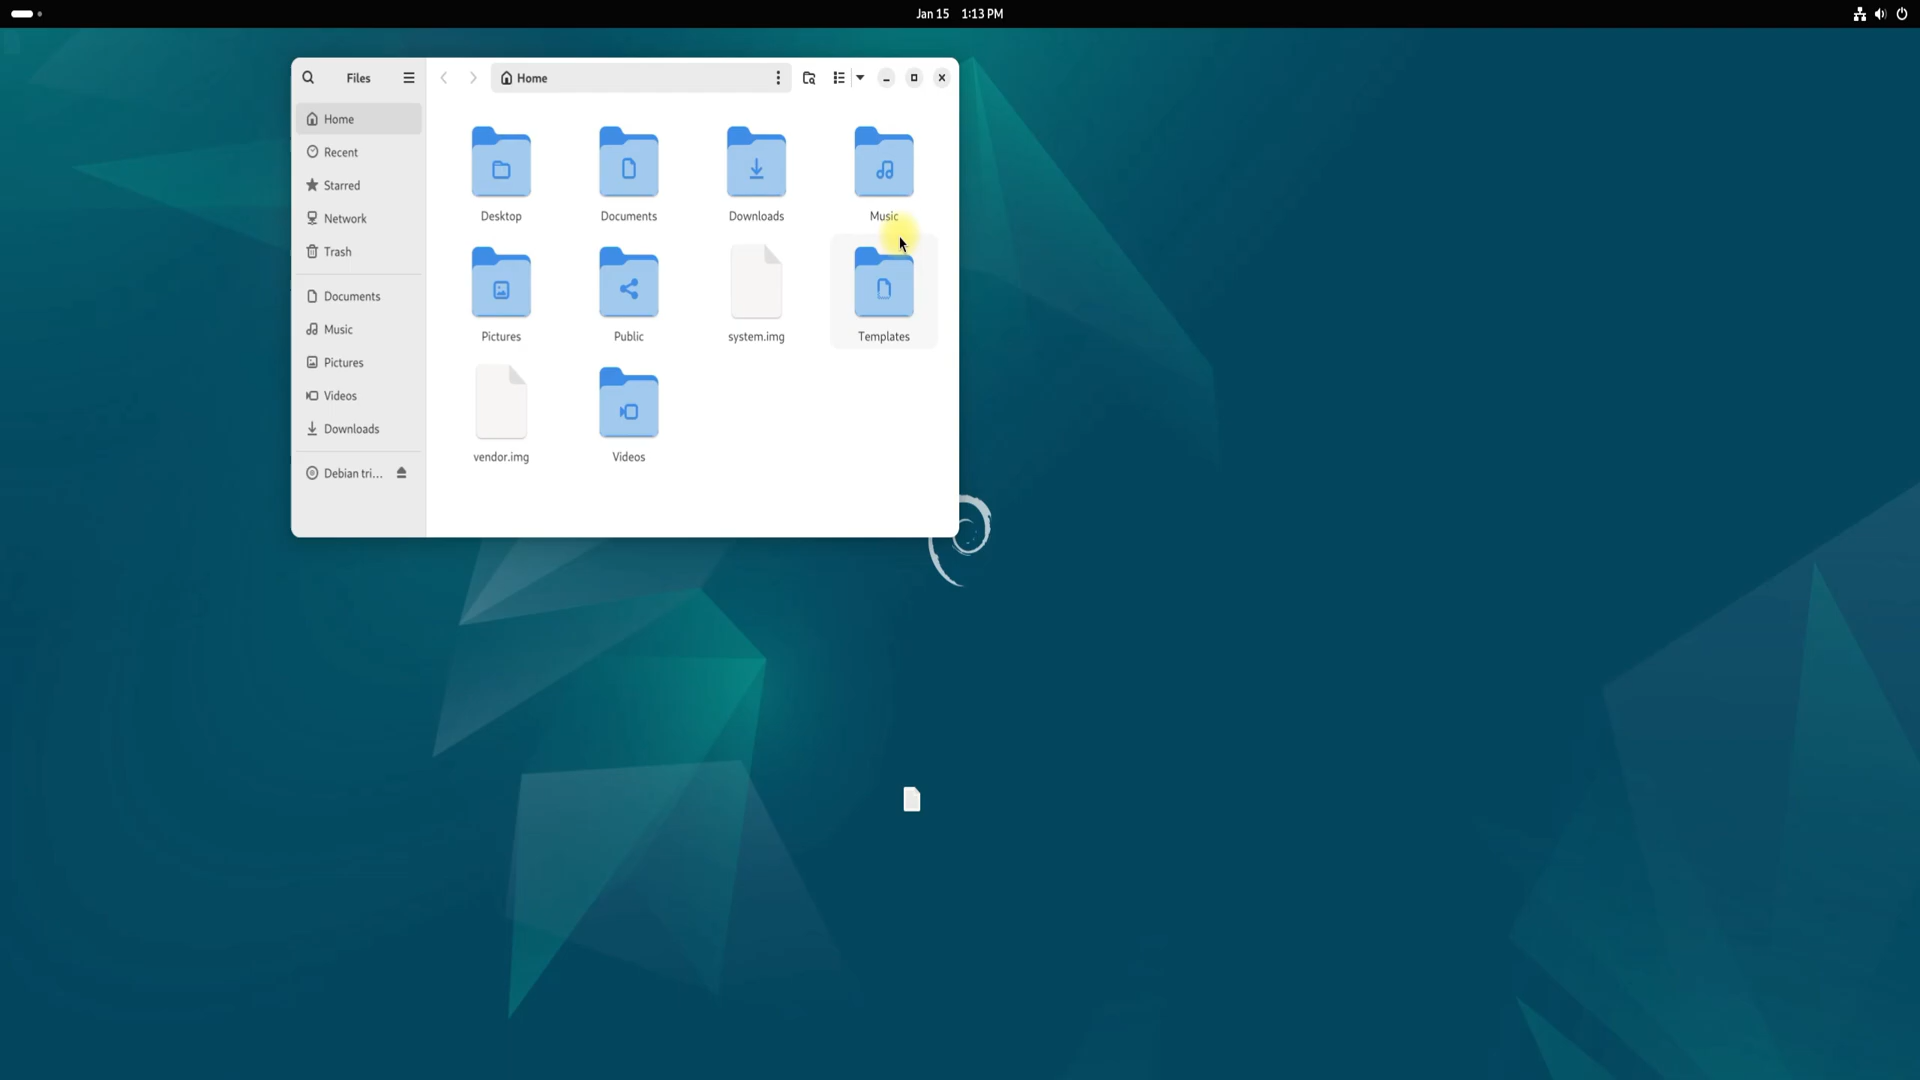 Jan 15 1:13 PM
Files
Home
Home
Recent
Starred
Network
Trash
Documents
Music
Pictures
Videos
Downloads
Debian tri...
Desktop
Documents
Downloads
Music
Pictures
Public
system.img
Templates
vendor.img
Videos